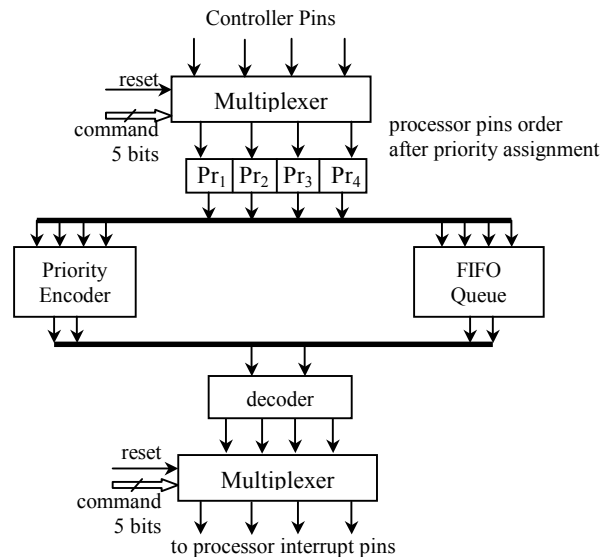 Controller Pins
reset
Multiplexer
command
5 bits
processor pins order
after priority assignment
Pr1 Pr2 Pr3 Pr4
Priority
Encoder
FIFO
Queue
decoder
reset
Multiplexer
command
5 bits
to processor interrupt pins